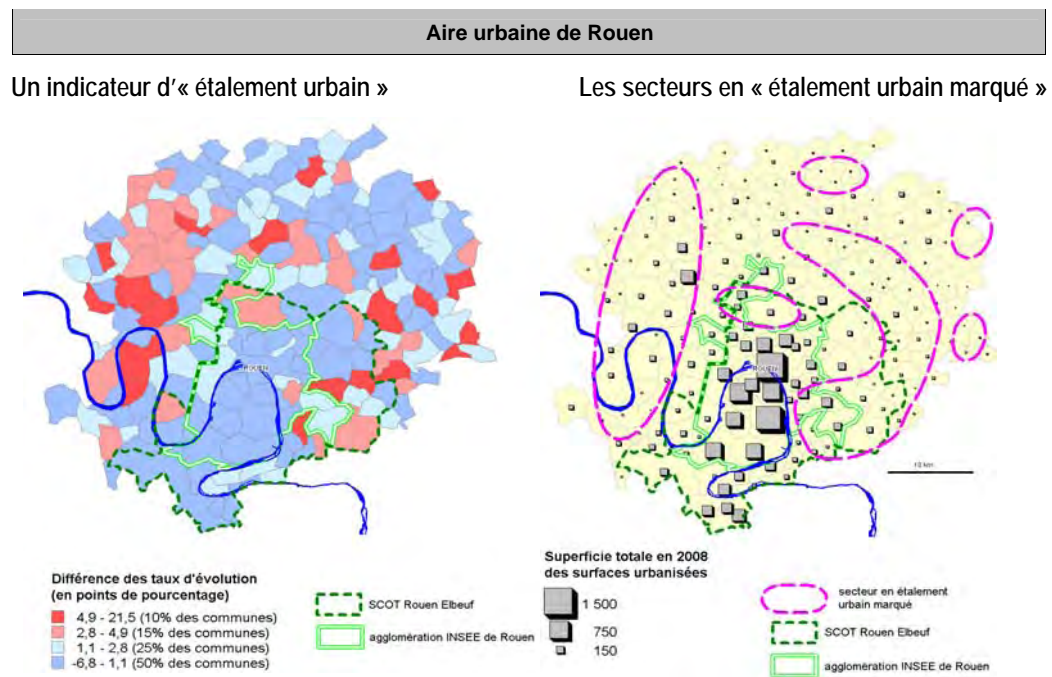 Aire urbaine de Rouen
Un indicateur d'« étalement urbain »
Les secteurs en « étalement urbain marqué »
ROUEN
ROUEN
10 km
Différence des taux d'évolution
(en points de pourcentage)
4,9 - 21,5 (10% des communes)
2,8 - 4,9 (15% des communes)
1,1 - 2,8 (25% des communes)
-6,8 - 1,1 (50% des communes)
SCOT Rouen Elbeuf
agglomération INSEE de Rouen
Superficie totale en 2008
des surfaces urbanisées
1 500
750
150
secteur en étalement
urbain marqué
SCOT Rouen Elbeuf
agglomération INSEE de Rouen